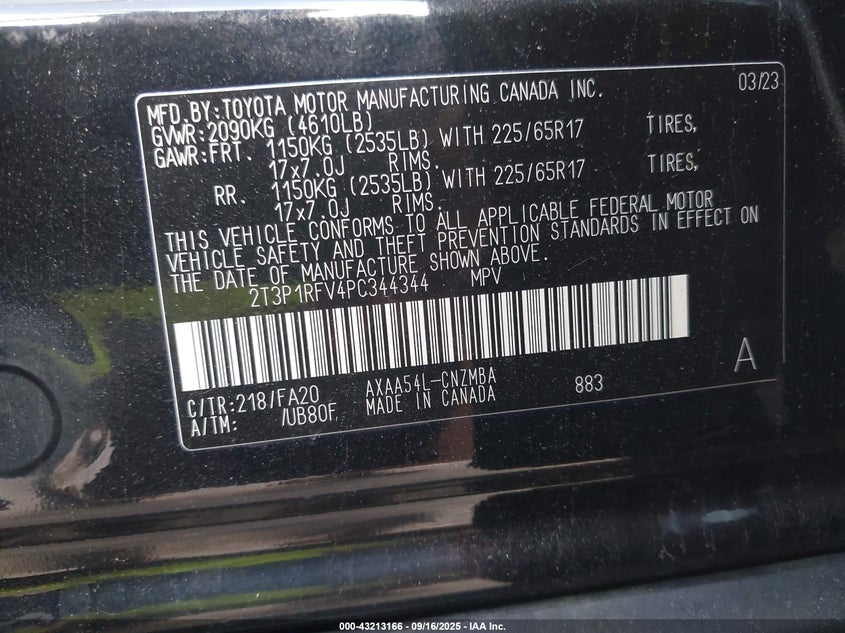 03/23
MFD.BY:TOYOTA MOTOR MANUFACTURING CANADA INC.
GVWR:2090KG (4610LB)
GAWR:FRT. 1150KG (2535LB) WITH 225/65R17 TIRES,
17x7.0J RIMS.
RR. 1150KG (2535LB) WITH 225/65R17 TIRES,
17x7.0J RIMS.
THIS VEHICLE CONFORMS TO ALL APPLICABLE FEDERAL MOTOR
VEHICLE SAFETY AND THEFT PREVENTION STANDARDS IN EFFECT ON
THE DATE OF MANUFACTURE SHOWN ABOVE.
2T3P1RFV4PC344344 MPV
C/TR:218/FA20 AXAA54L-CNZMBA 883 A
A/TM: /UB80F MADE IN CANADA
000-43213166 - 09/16/2025 - IAA Inc.